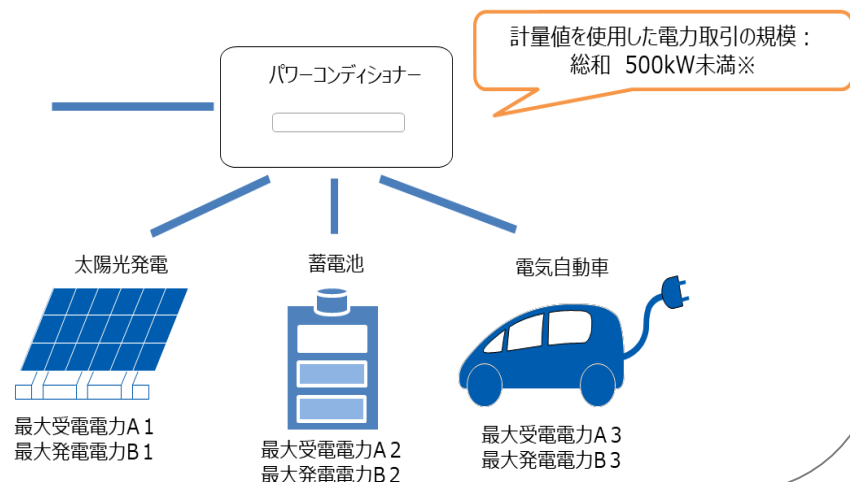 計量値を使用した電力取引の規模：
総和　500kW未満※
パワーコンディショナー
太陽光発電
蓄電池
電気自動車
最大受電電力A1
最大発電電力B1
最大受電電力A2
最大発電電力B2
最大受電電力A3
最大発電電力B3